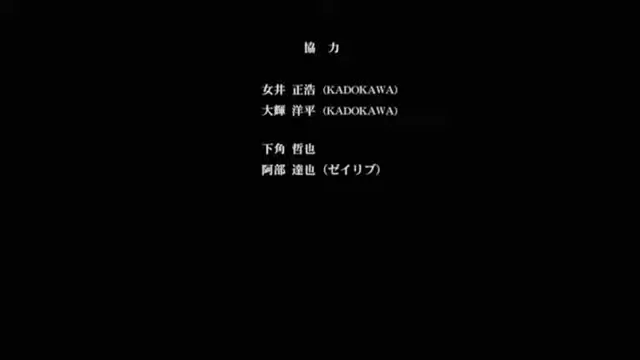 協 力
女井 正浩 (KADOKAWA)
大輝 洋平 (KADOKAWA)
下角 哲也
阿部 達也 (ゼイリブ)